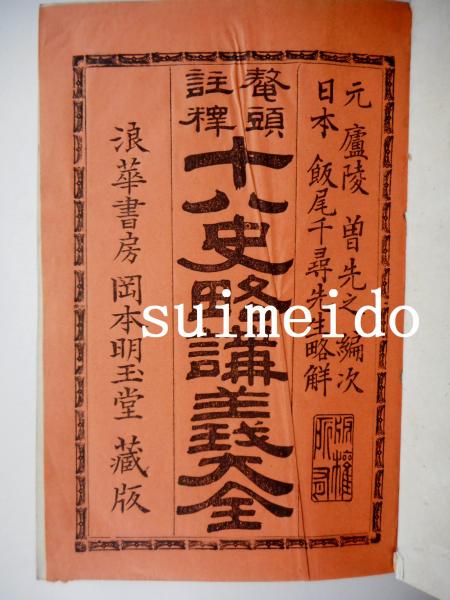 元 廬陵 曽先之 編次
日本 飯尾千尋先生略解
版權所有
鼇頭
註釋
十八史略講義大全
浪華書房 岡本明玉堂 藏版
suimeido